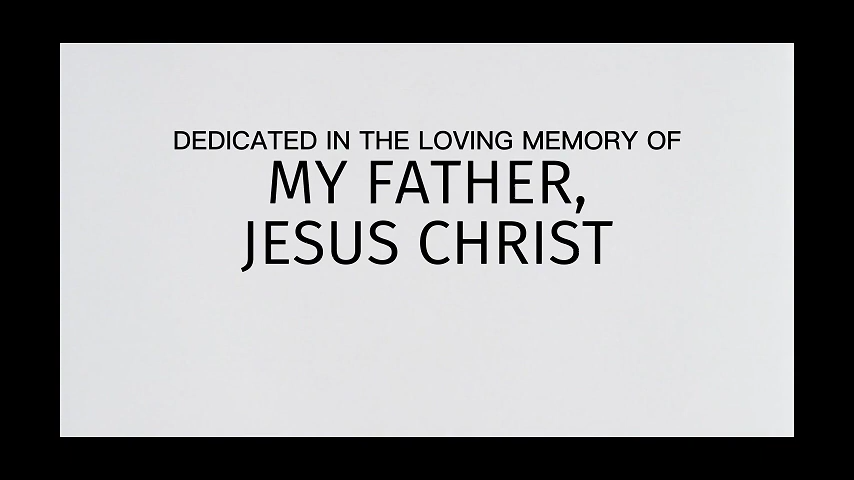 DEDICATED IN THE LOVING MEMORY OF
MY FATHER,
JESUS CHRIST